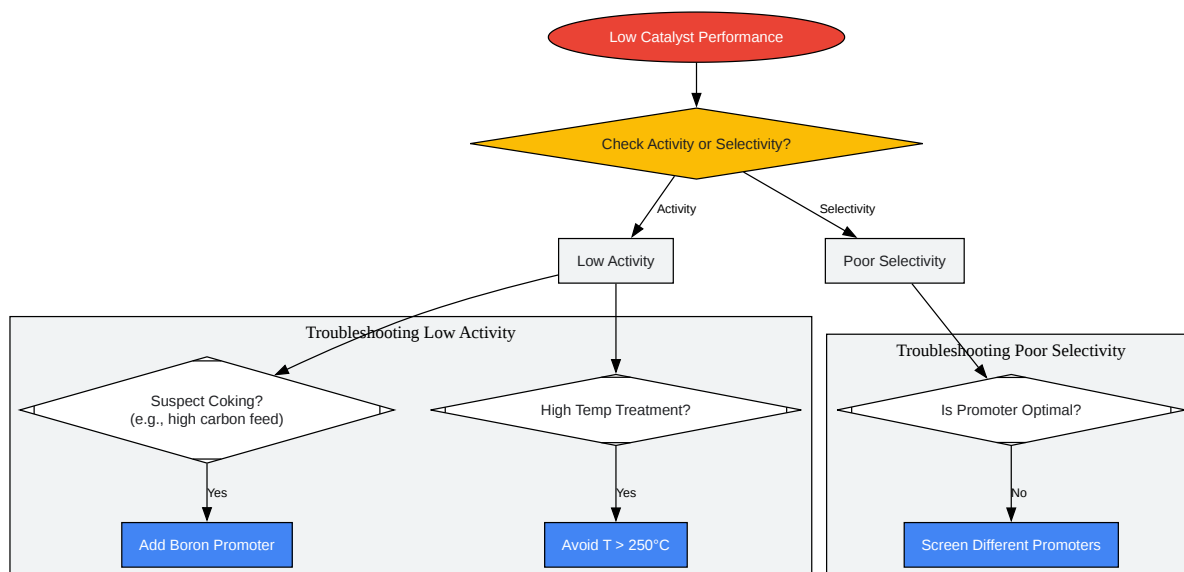 Low Catalyst Performance
Check Activity or Selectivity?
Activity
Selectivity
Low Activity
Poor Selectivity
Troubleshooting Low Activity
Troubleshooting Poor Selectivity
Suspect Coking?
(e.g., high carbon feed)
High Temp Treatment?
Is Promoter Optimal?
Yes
Yes
No
Add Boron Promoter
Avoid T > 250°C
Screen Different Promoters